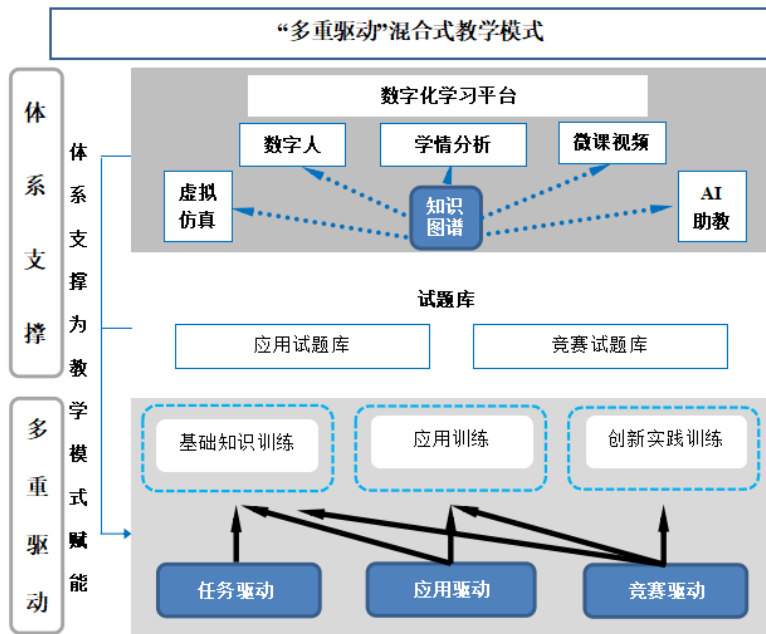 “多重驱动”混合式教学模式
体系支撑
体系支撑为教学模式赋能
数字化学习平台
数字人
学情分析
微课视频
虚拟
仿真
知识
图谱
AI
助教
试题库
应用试题库
竞赛试题库
多重驱动
基础知识训练
应用训练
创新实践训练
任务驱动
应用驱动
竞赛驱动